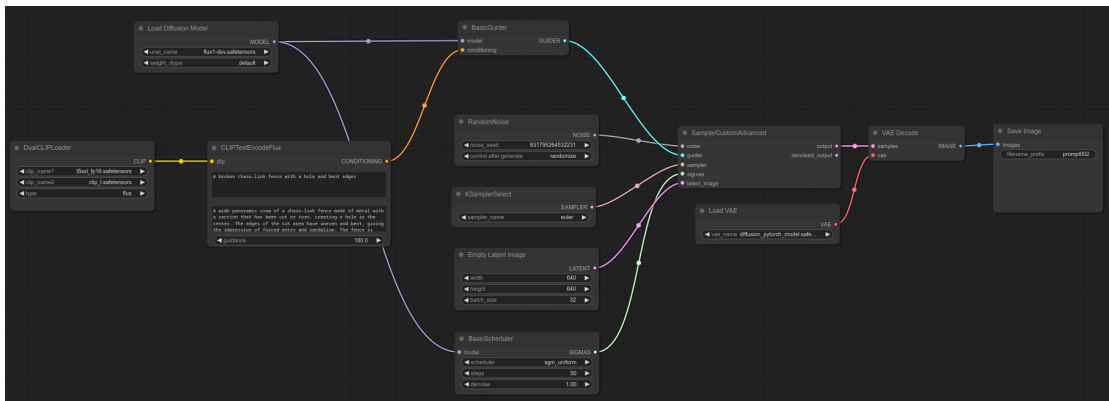 Load Diffusion Model
MODEL
unet_name flux1-dev.safetensors
weight_dtype default
DualCLIPLoader
CLIP
clip_name1 t5xxl_fp16.safetensors
clip_name2 clip_l.safetensors
type flux
CLIPTextEncodeFlux
clip CONDITIONING
A broken chain-link fence with a hole and bent edges
A wide panoramic view of a chain-link fence made of metal with
a section that has been cut or torn, creating a hole in the
center. The edges of the cut area have uneven and bent, giving
the impression of forced entry and vandalism. The fence is
guidance 100.0
BasicGuider
model GUIDER
conditioning
RandomNoise
NOISE
noise_seed 831795264532231
control after generate randomize
KSamplerSelect
SAMPLER
sampler_name euler
Empty Latent Image
LATENT
width 640
height 640
batch_size 32
BasicScheduler
model SIGMAS
scheduler sgm_uniform
steps 50
denoise 1.00
SamplerCustomAdvanced
noise output
guider denoised_output
sampler
sigmas
latent_image
Load VAE
VAE
vae_name diffusion_pytorch_model.safe...
VAE Decode
samples IMAGE
vae
Save Image
images
filename_prefix prompt002